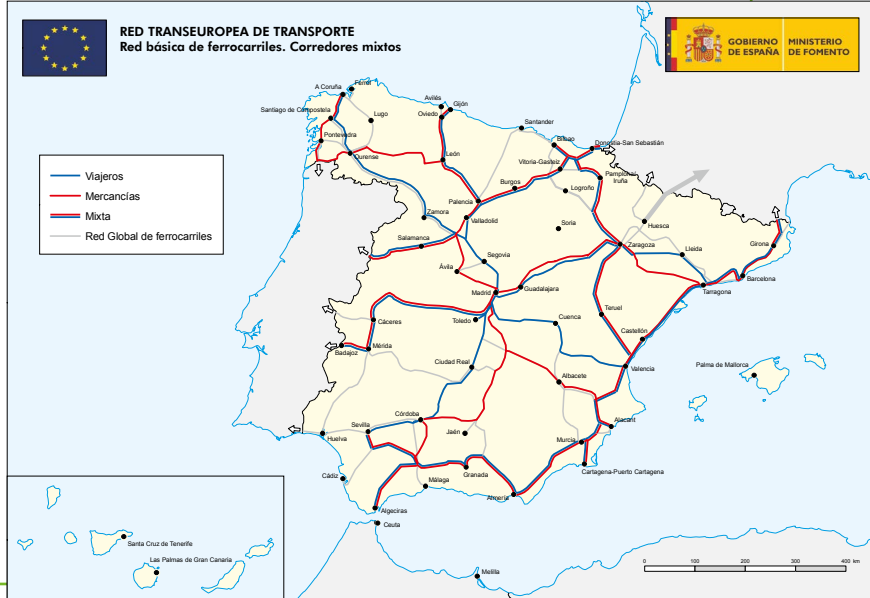 RED TRANSEUROPEA DE TRANSPORTE
Red básica de ferrocarriles. Corredores mixtos
GOBIERNO
DE ESPAÑA
MINISTERIO
DE FOMENTO
Viajeros
Mercancías
Mixta
Red Global de ferrocarriles
A Coruña
Ferrol
Santiago de Compostela
Lugo
Pontevedra
Ourense
Avilés
Gijón
Oviedo
León
Santander
Bilbao
Donostia-San Sebastián
Vitoria-Gasteiz
Pamplona/
Iruña
Burgos
Logroño
Palencia
Valladolid
Zamora
Soria
Huesca
Zaragoza
Lleida
Girona
Barcelona
Tarragona
Salamanca
Segovia
Ávila
Madrid
Guadalajara
Teruel
Cuenca
Toledo
Castellón
Cáceres
Badajoz
Mérida
Ciudad Real
Albacete
Valencia
Palma de Mallorca
Córdoba
Jaén
Sevilla
Huelva
Murcia
Alacant
Cartagena-Puerto Cartagena
Granada
Málaga
Almería
Cádiz
Algeciras
Ceuta
Melilla
Santa Cruz de Tenerife
Las Palmas de Gran Canaria
0 100 200 300 400 km